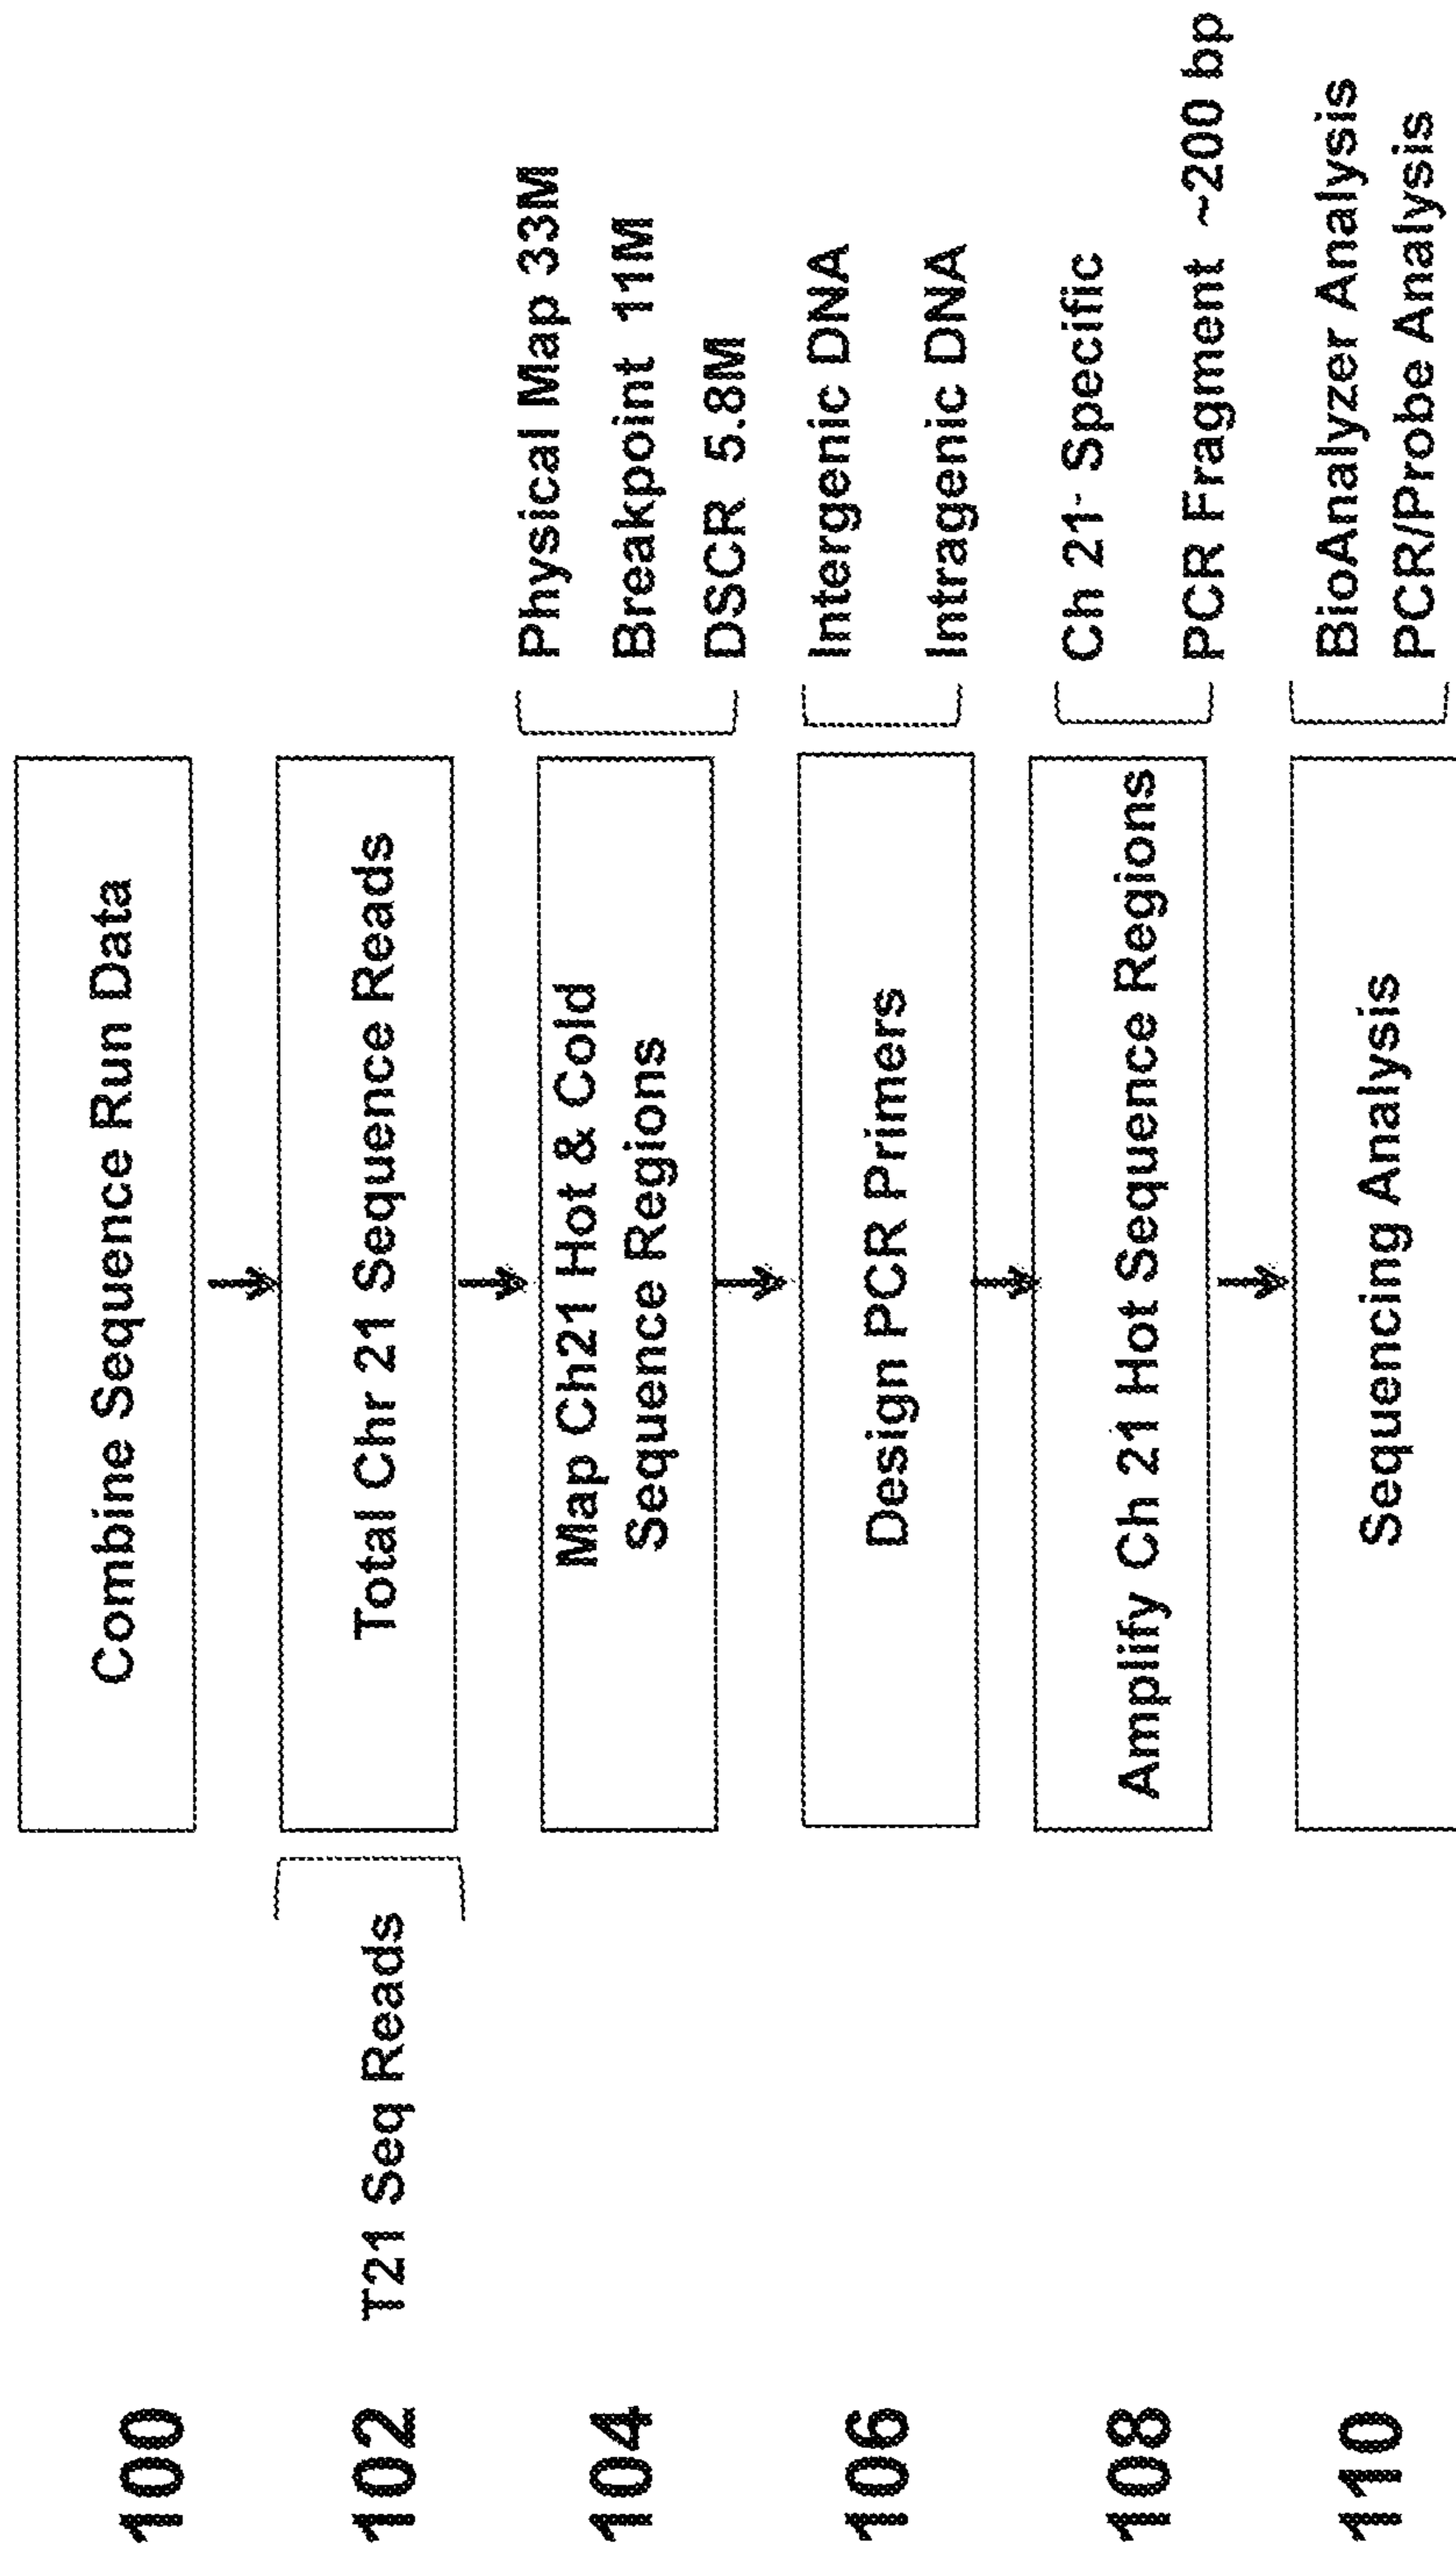 100
Combine Sequence Run Data
102
T21 Seq Reads
Total Chr 21 Sequence Reads
104
Map Ch21 Hot & Cold
Sequence Regions
Physical Map 33M
Breakpoint 11M
DSCR 5.8M
106
Design PCR Primers
Intergenic DNA
Intragenic DNA
108
Amplify Ch 21 Hot Sequence Regions
Ch 21- Specific
PCR Fragment ~200 bp
110
Sequencing Analysis
BioAnalyzer Analysis
PCR/Probe Analysis